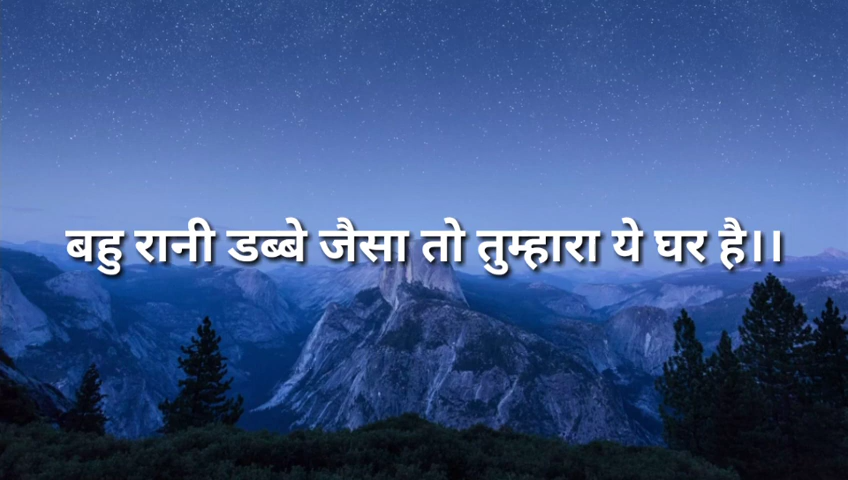 बहु रानी डब्बे जैसा तो तुम्हारा ये घर है।।